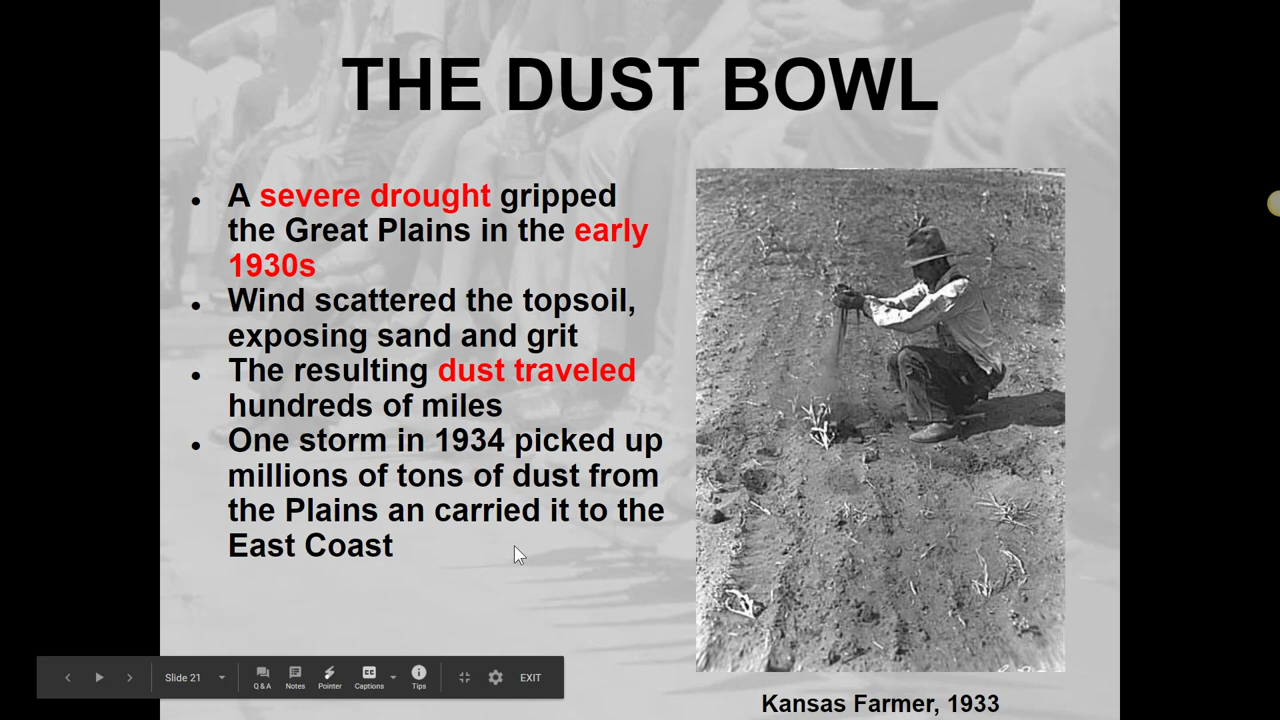 THE DUST BOWL
• A severe drought gripped
the Great Plains in the early
1930s
• Wind scattered the topsoil,
exposing sand and grit
• The resulting dust traveled
hundreds of miles
• One storm in 1934 picked up
millions of tons of dust from
the Plains an carried it to the
East Coast
Kansas Farmer, 1933
Slide 21
Q & A
Notes
Pointer
Captions
Tips
EXIT